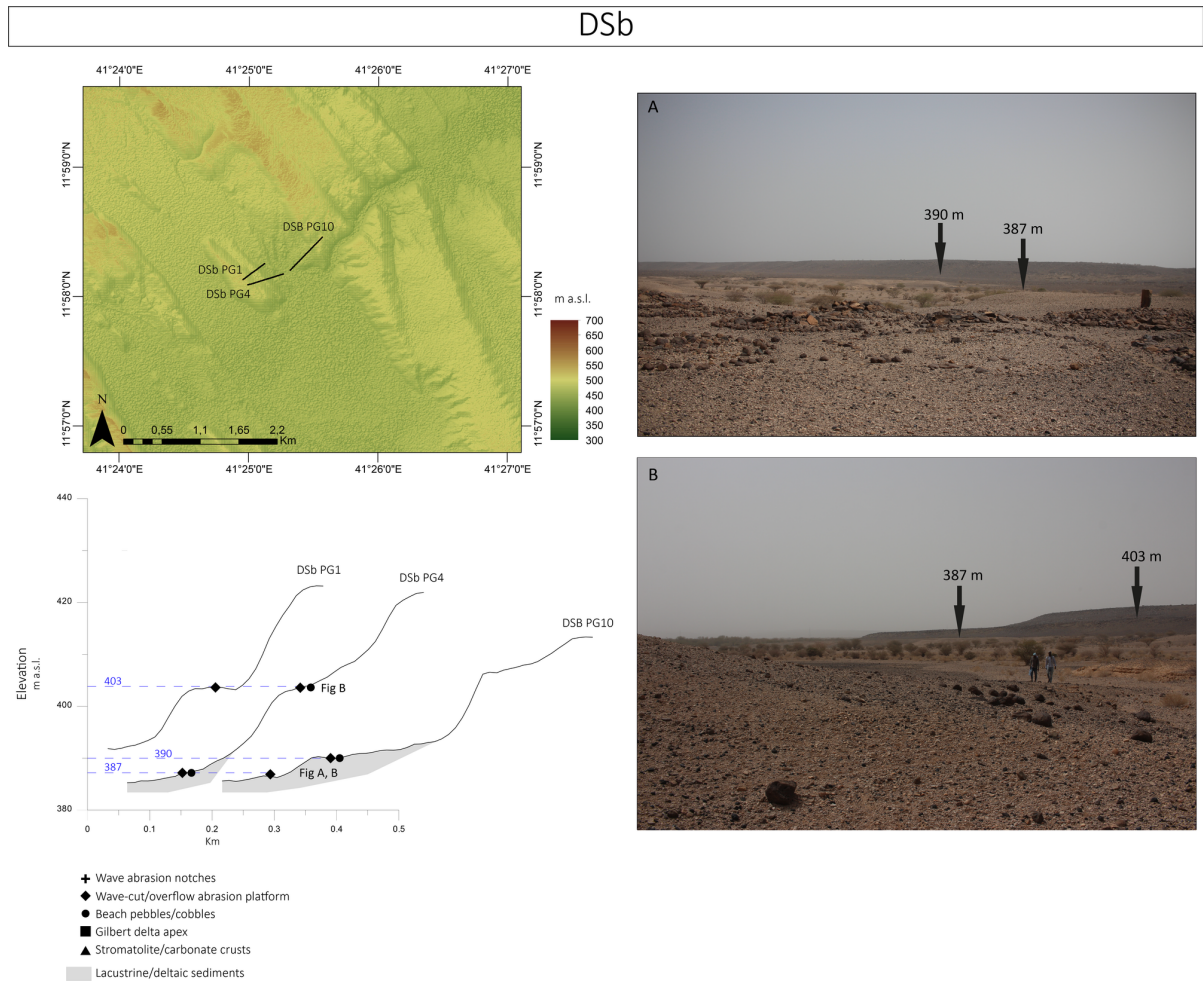 DSb
41°24'0"E 41°25'0"E 41°26'0"E 41°27'0"E
11°59'0"N
11°58'0"N
11°57'0"N
11°59'0"N
11°58'0"N
11°57'0"N
DSB PG10
DSb PG1
DSb PG4
N
0 0,55 1,1 1,65 2,2
Km
41°24'0"E 41°25'0"E 41°26'0"E 41°27'0"E
m a.s.l.
700
650
600
550
500
450
400
350
300
A
390 m
387 m
B
387 m
403 m
Elevation
m a.s.l.
440
420
400
380
DSb PG1
DSb PG4
DSB PG10
403
Fig B
390
387
Fig A, B
0 0.1 0.2 0.3 0.4 0.5
Km
Wave abrasion notches
Wave-cut/overflow abrasion platform
Beach pebbles/cobbles
Gilbert delta apex
Stromatolite/carbonate crusts
Lacustrine/deltaic sediments